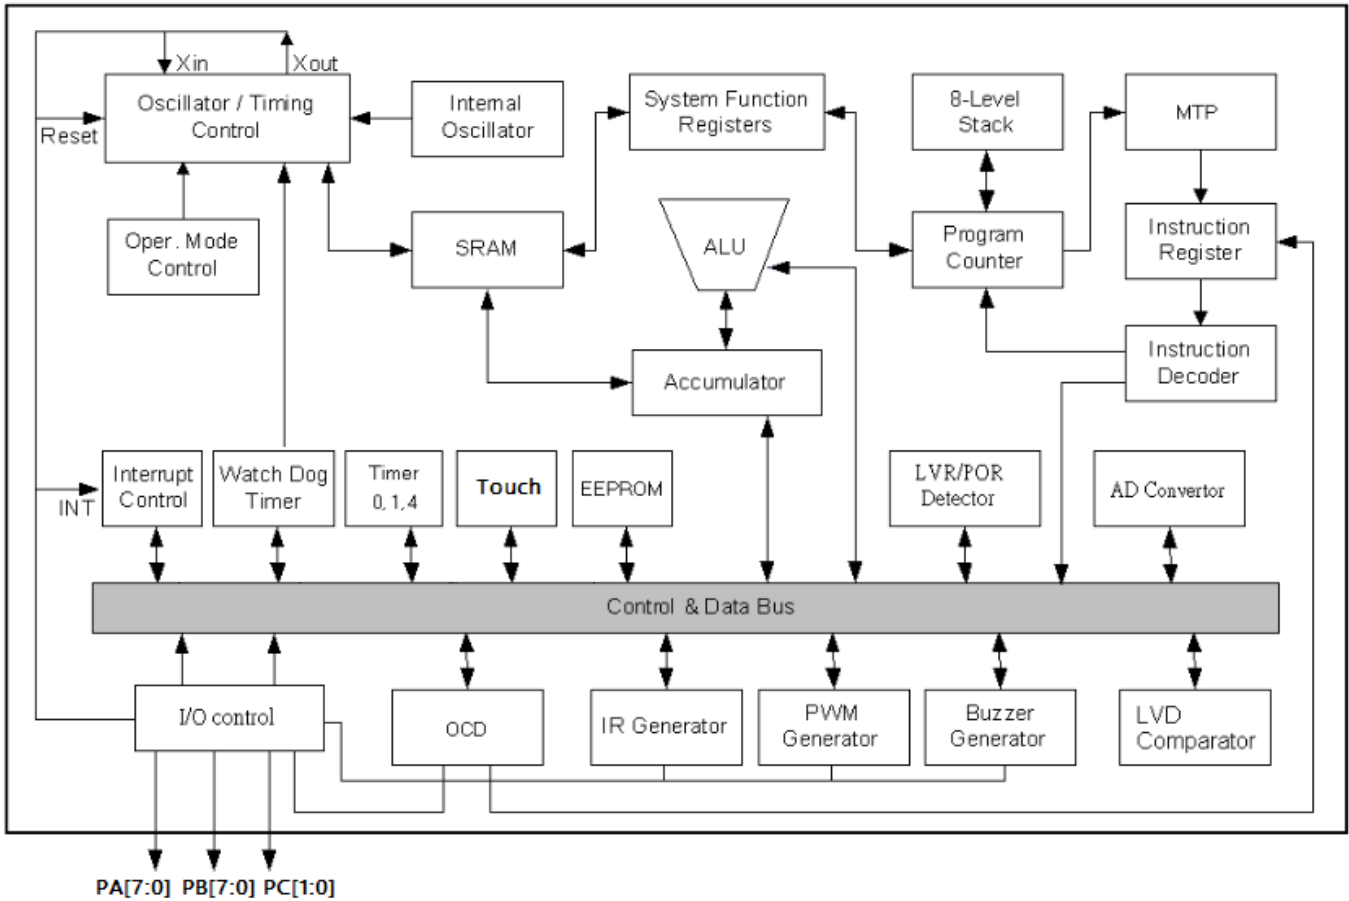 Xin
Xout
Reset
Oscillator / Timing
Control
Internal
Oscillator
System Function
Registers
8-Level
Stack
MTP
Oper. Mode
Control
SRAM
ALU
Program
Counter
Instruction
Register
Accumulator
Instruction
Decoder
INT
Interrupt
Control
Watch Dog
Timer
Timer
0, 1, 4
Touch
EEPROM
LVR/POR
Detector
AD Convertor
Control & Data Bus
I/O control
OCD
IR Generator
PWM
Generator
Buzzer
Generator
LVD
Comparator
PA[7:0] PB[7:0] PC[1:0]